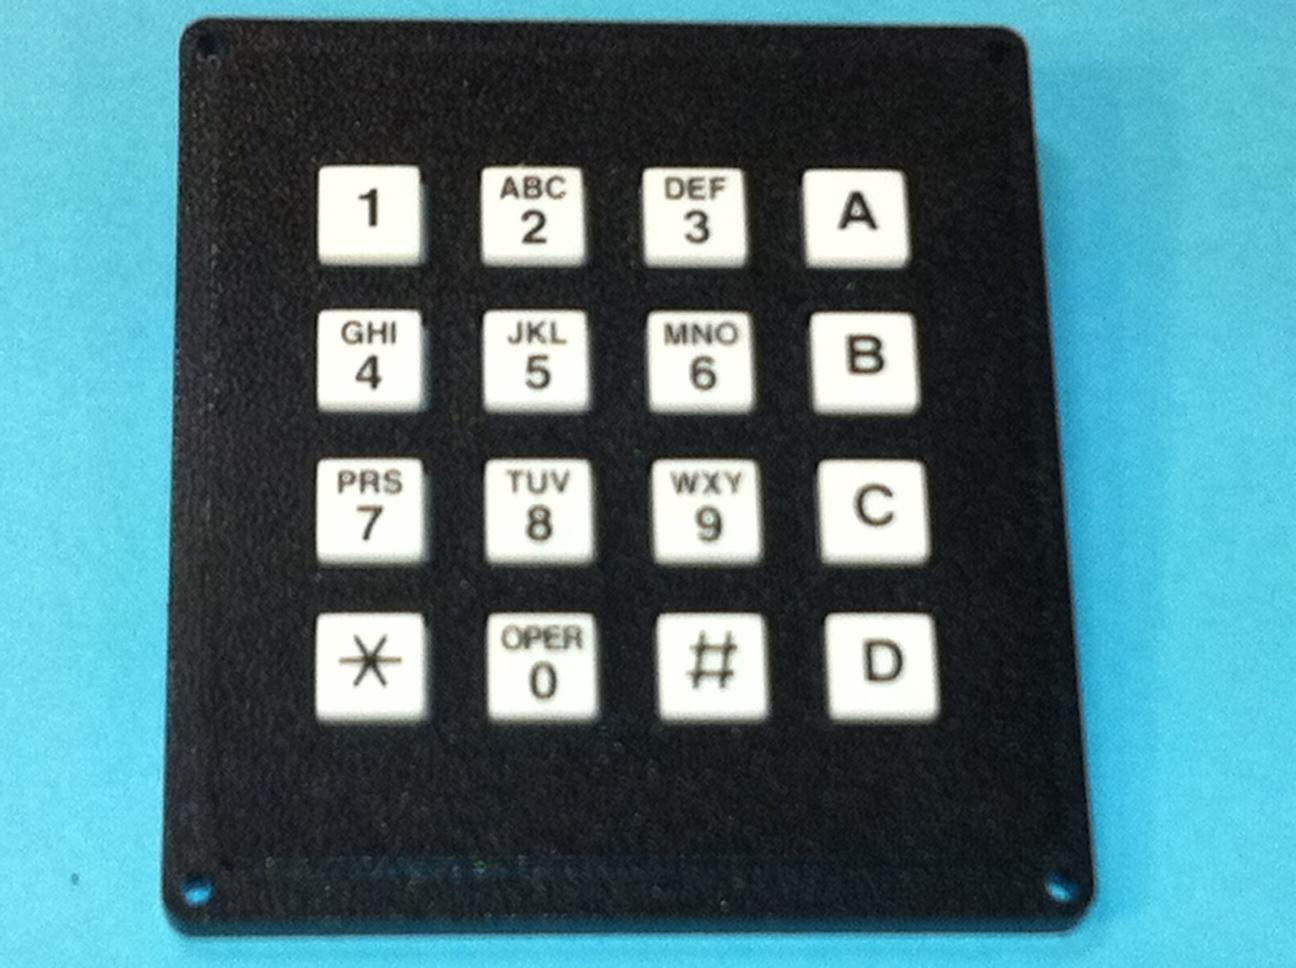 1 ABC DEF A
2 3
GHI JKL MNO B
4 5 6
PRS TUV WXY C
7 8 9
* OPER # D
0